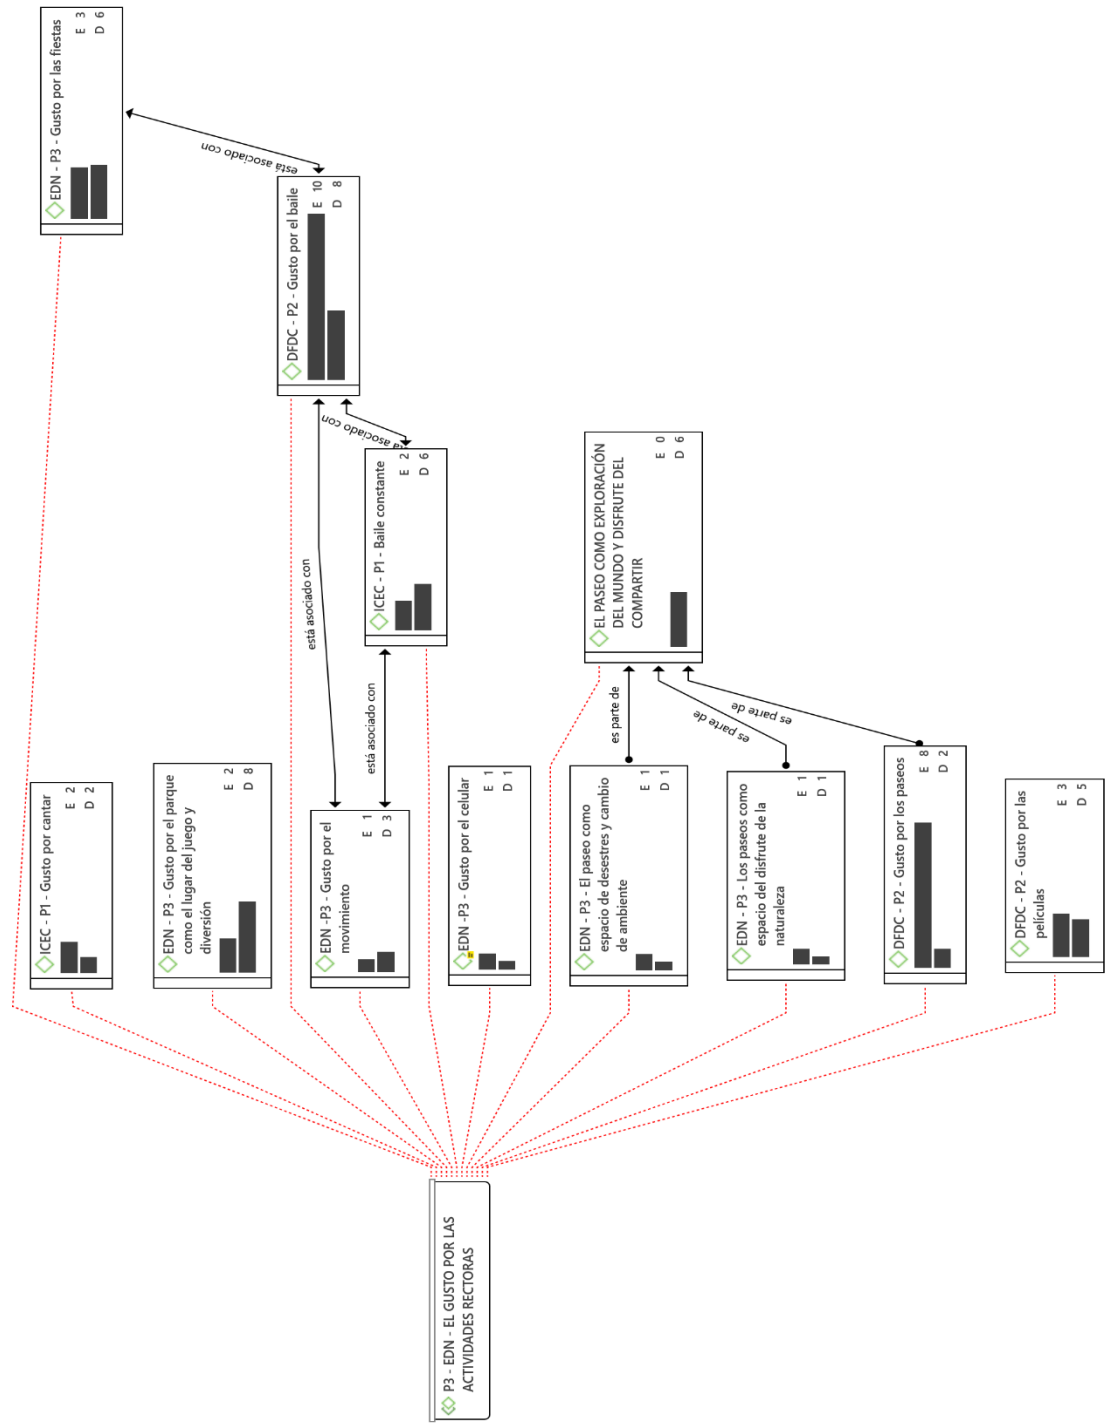 EDN - P3 - Gusto por las fiestas
E 3
D 6
está asociado con
DFDC - P2 - Gusto por el baile
E 10
D 8
está asociado con
está asociado con
ICEC - P1 - Baile constante
E 2
D 6
está asociado con
EL PASEO COMO EXPLORACIÓN
DEL MUNDO Y DISFRUTE DEL
COMPARTIR
E 0
D 6
es parte de
es parte de
es parte de
ICEC - P1 - Gusto por cantar
E 2
D 2
EDN - P3 - Gusto por el parque
como el lugar del juego y
diversión
E 2
D 8
EDN -P3 - Gusto por el
movimiento
E 1
D 3
EDN -P3 - Gusto por el celular
E 1
D 1
EDN - P3 - El paseo como
espacio de desestres y cambio
de ambiente
E 1
D 1
EDN - P3 - Los paseos como
espacio del disfrute de la
naturaleza
E 1
D 1
DFDC - P2 - Gusto por los paseos
E 8
D 2
DFDC - P2 - Gusto por las
películas
E 3
D 5
P3 - EDN - EL GUSTO POR LAS
ACTIVIDADES RECTORAS